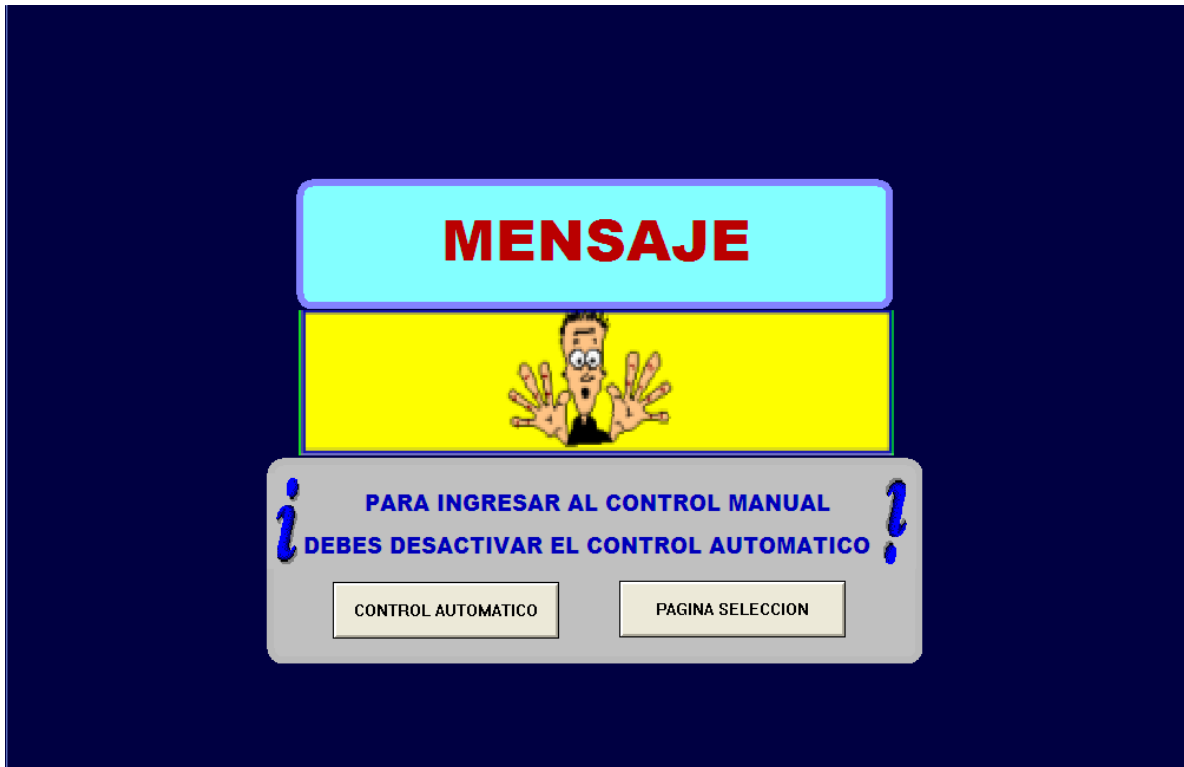 MENSAJE
¡ PARA INGRESAR AL CONTROL MANUAL !
DEBES DESACTIVAR EL CONTROL AUTOMATICO
CONTROL AUTOMATICO
PAGINA SELECCION